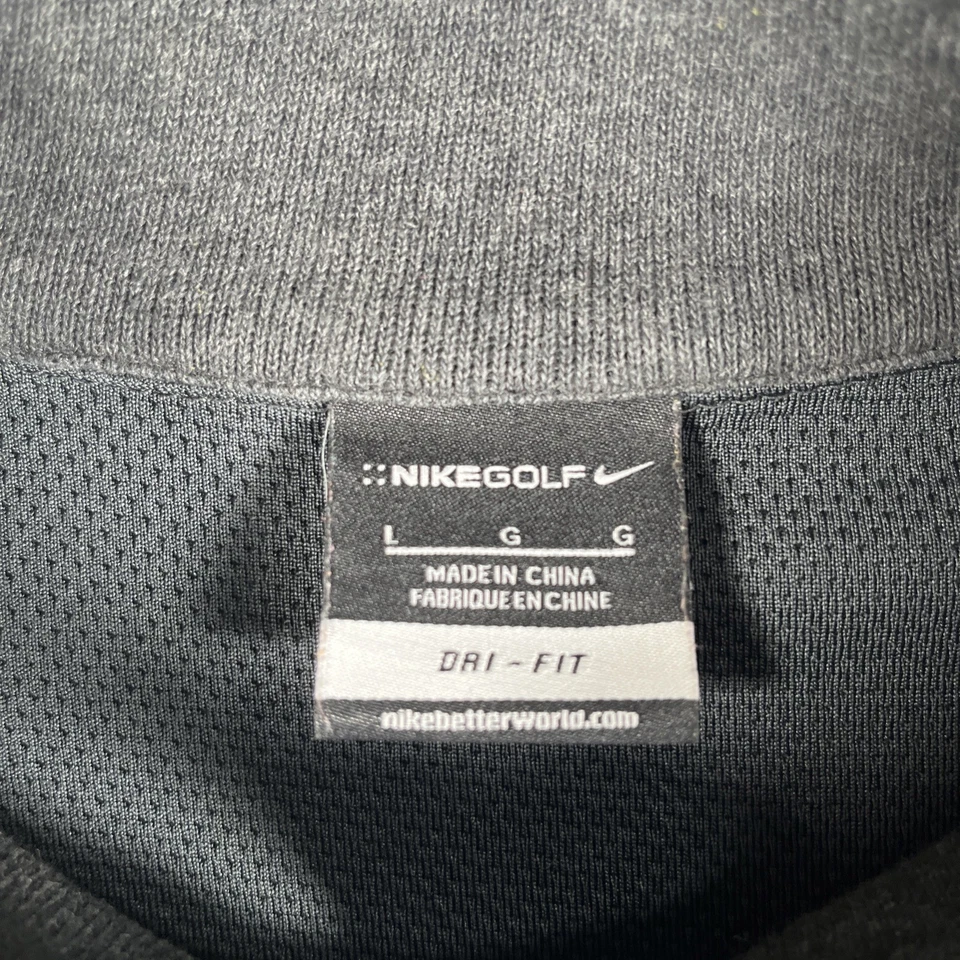 NIKEGOLF
L G G
MADE IN CHINA
FABRIQUE EN CHINE
DRI - FIT
nikebetterworld.com